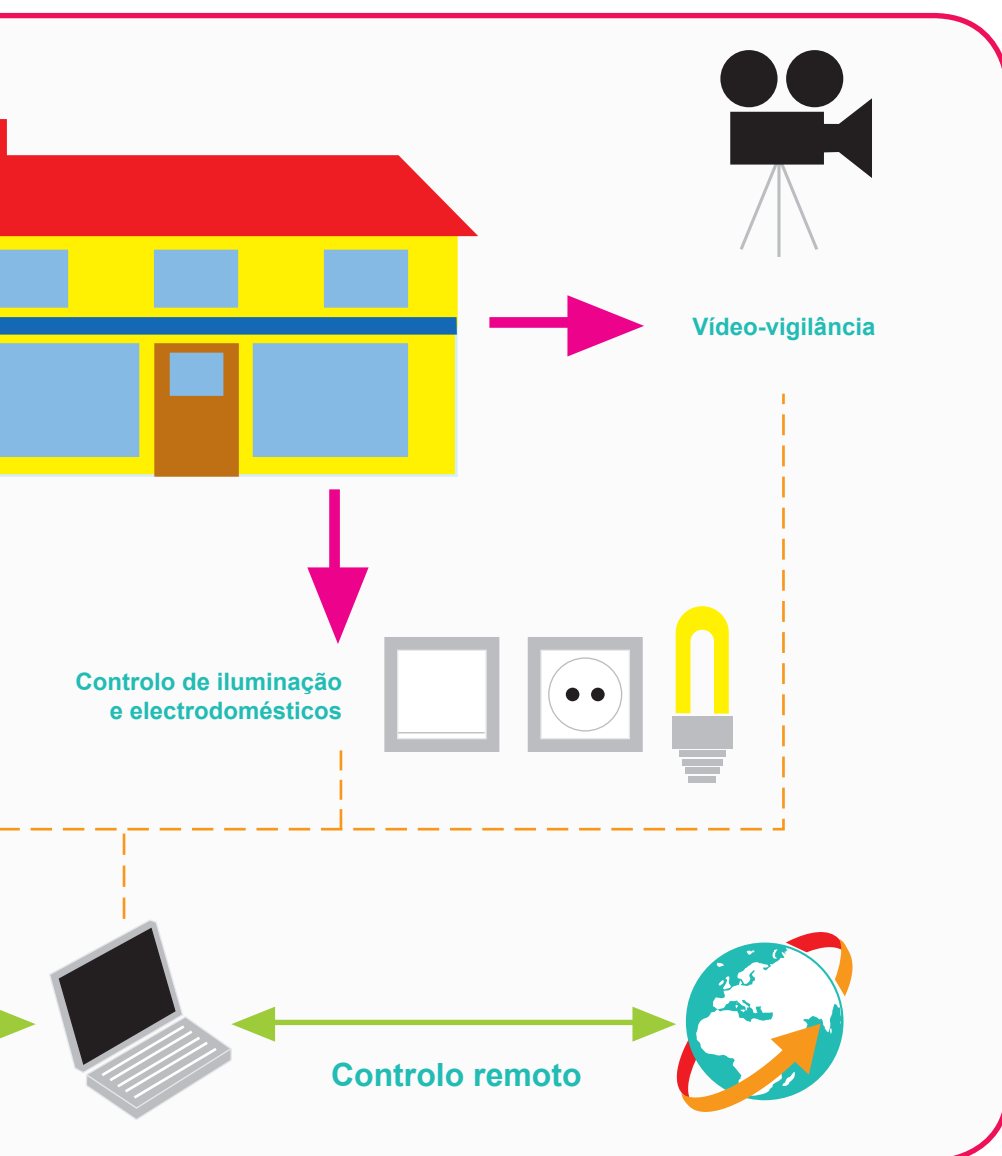 Vídeo-vigilância
Controlo de iluminação
e electrodomésticos
Controlo remoto